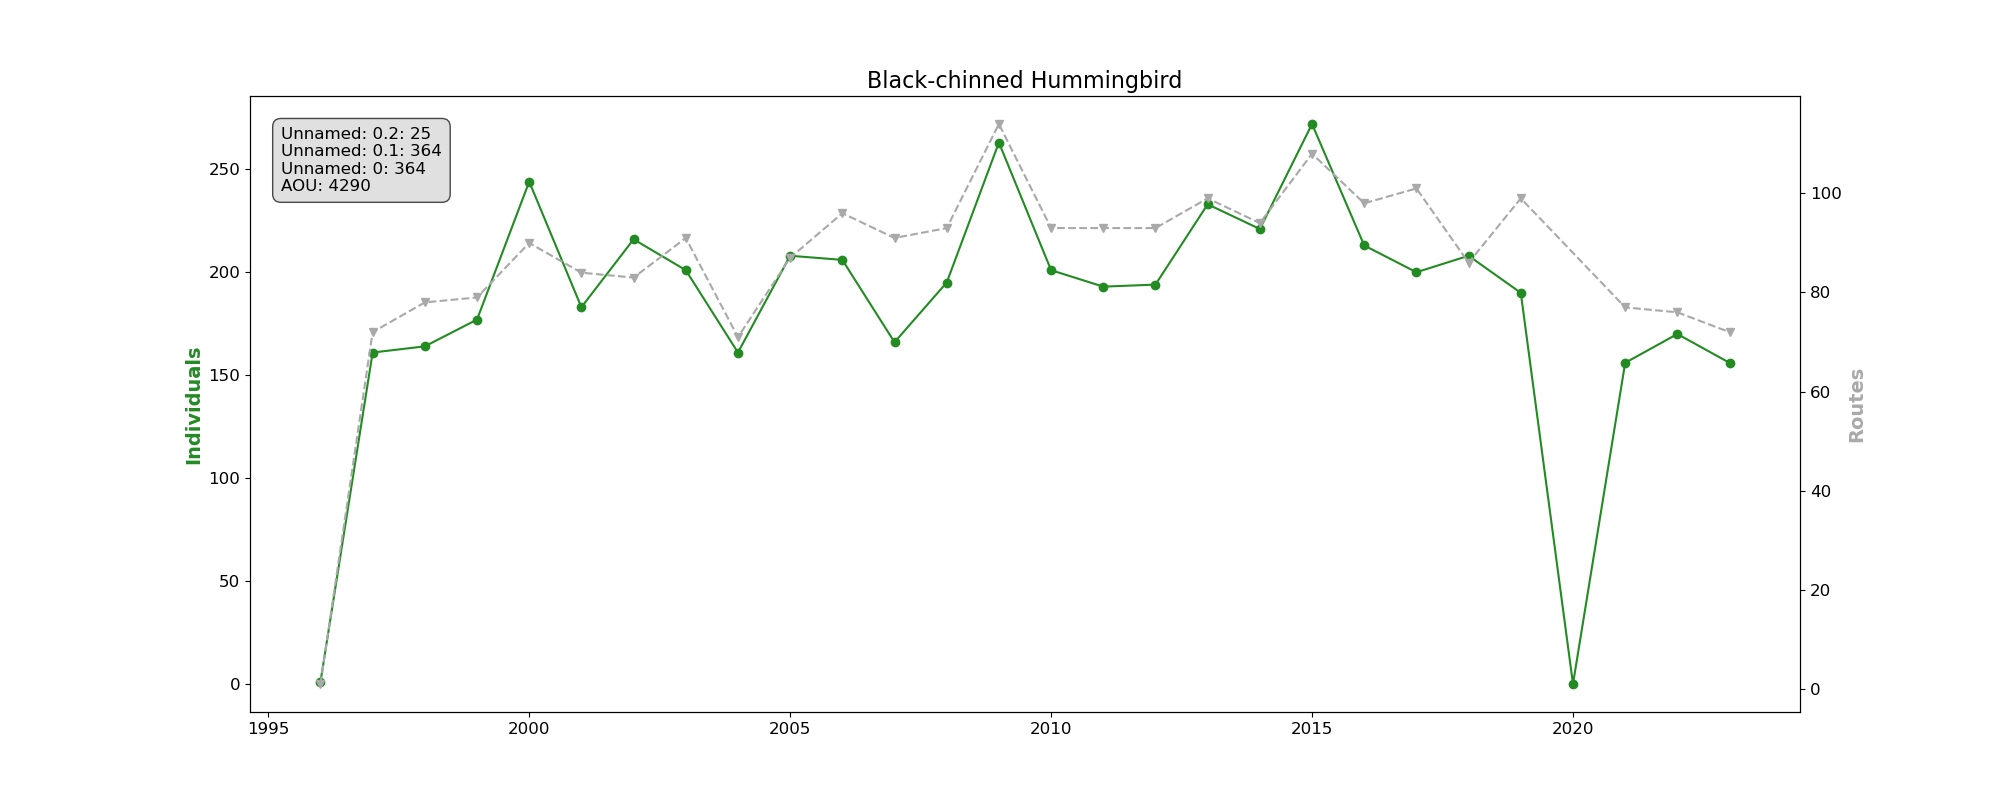 Black-chinned Hummingbird
Unnamed: 0.2: 25
Unnamed: 0.1: 364
Unnamed: 0: 364
AOU: 4290
250
200
150
100
50
0
Individuals
100
80
60
40
20
0
Routes
1995
2000
2005
2010
2015
2020